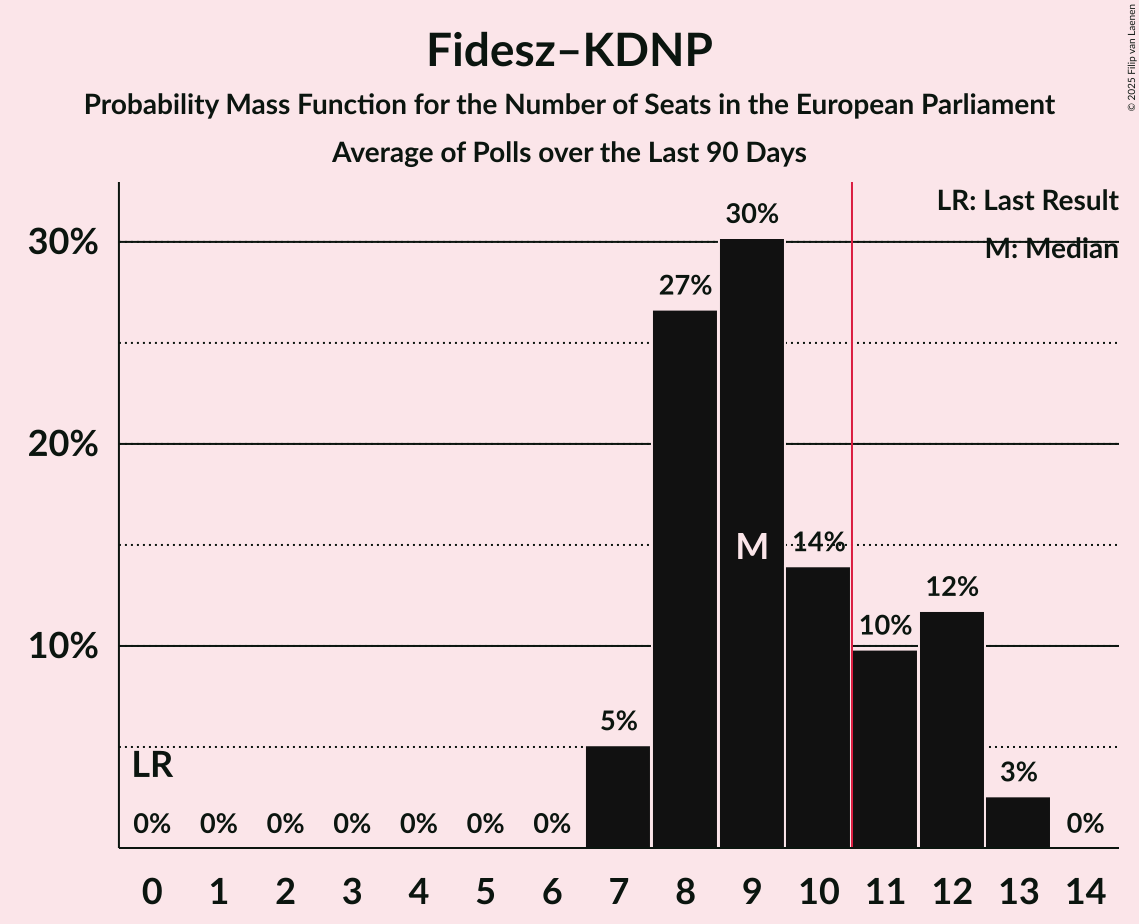 Fidesz–KDNP
Probability Mass Function for the Number of Seats in the European Parliament
Average of Polls over the Last 90 Days
© 2025 Filip van Laenen
LR: Last Result
M: Median
30%
20%
10%
30%
27%
M
14%
12%
10%
5%
LR
3%
0% 0% 0% 0% 0% 0% 0% 0%
0 1 2 3 4 5 6 7 8 9 10 11 12 13 14